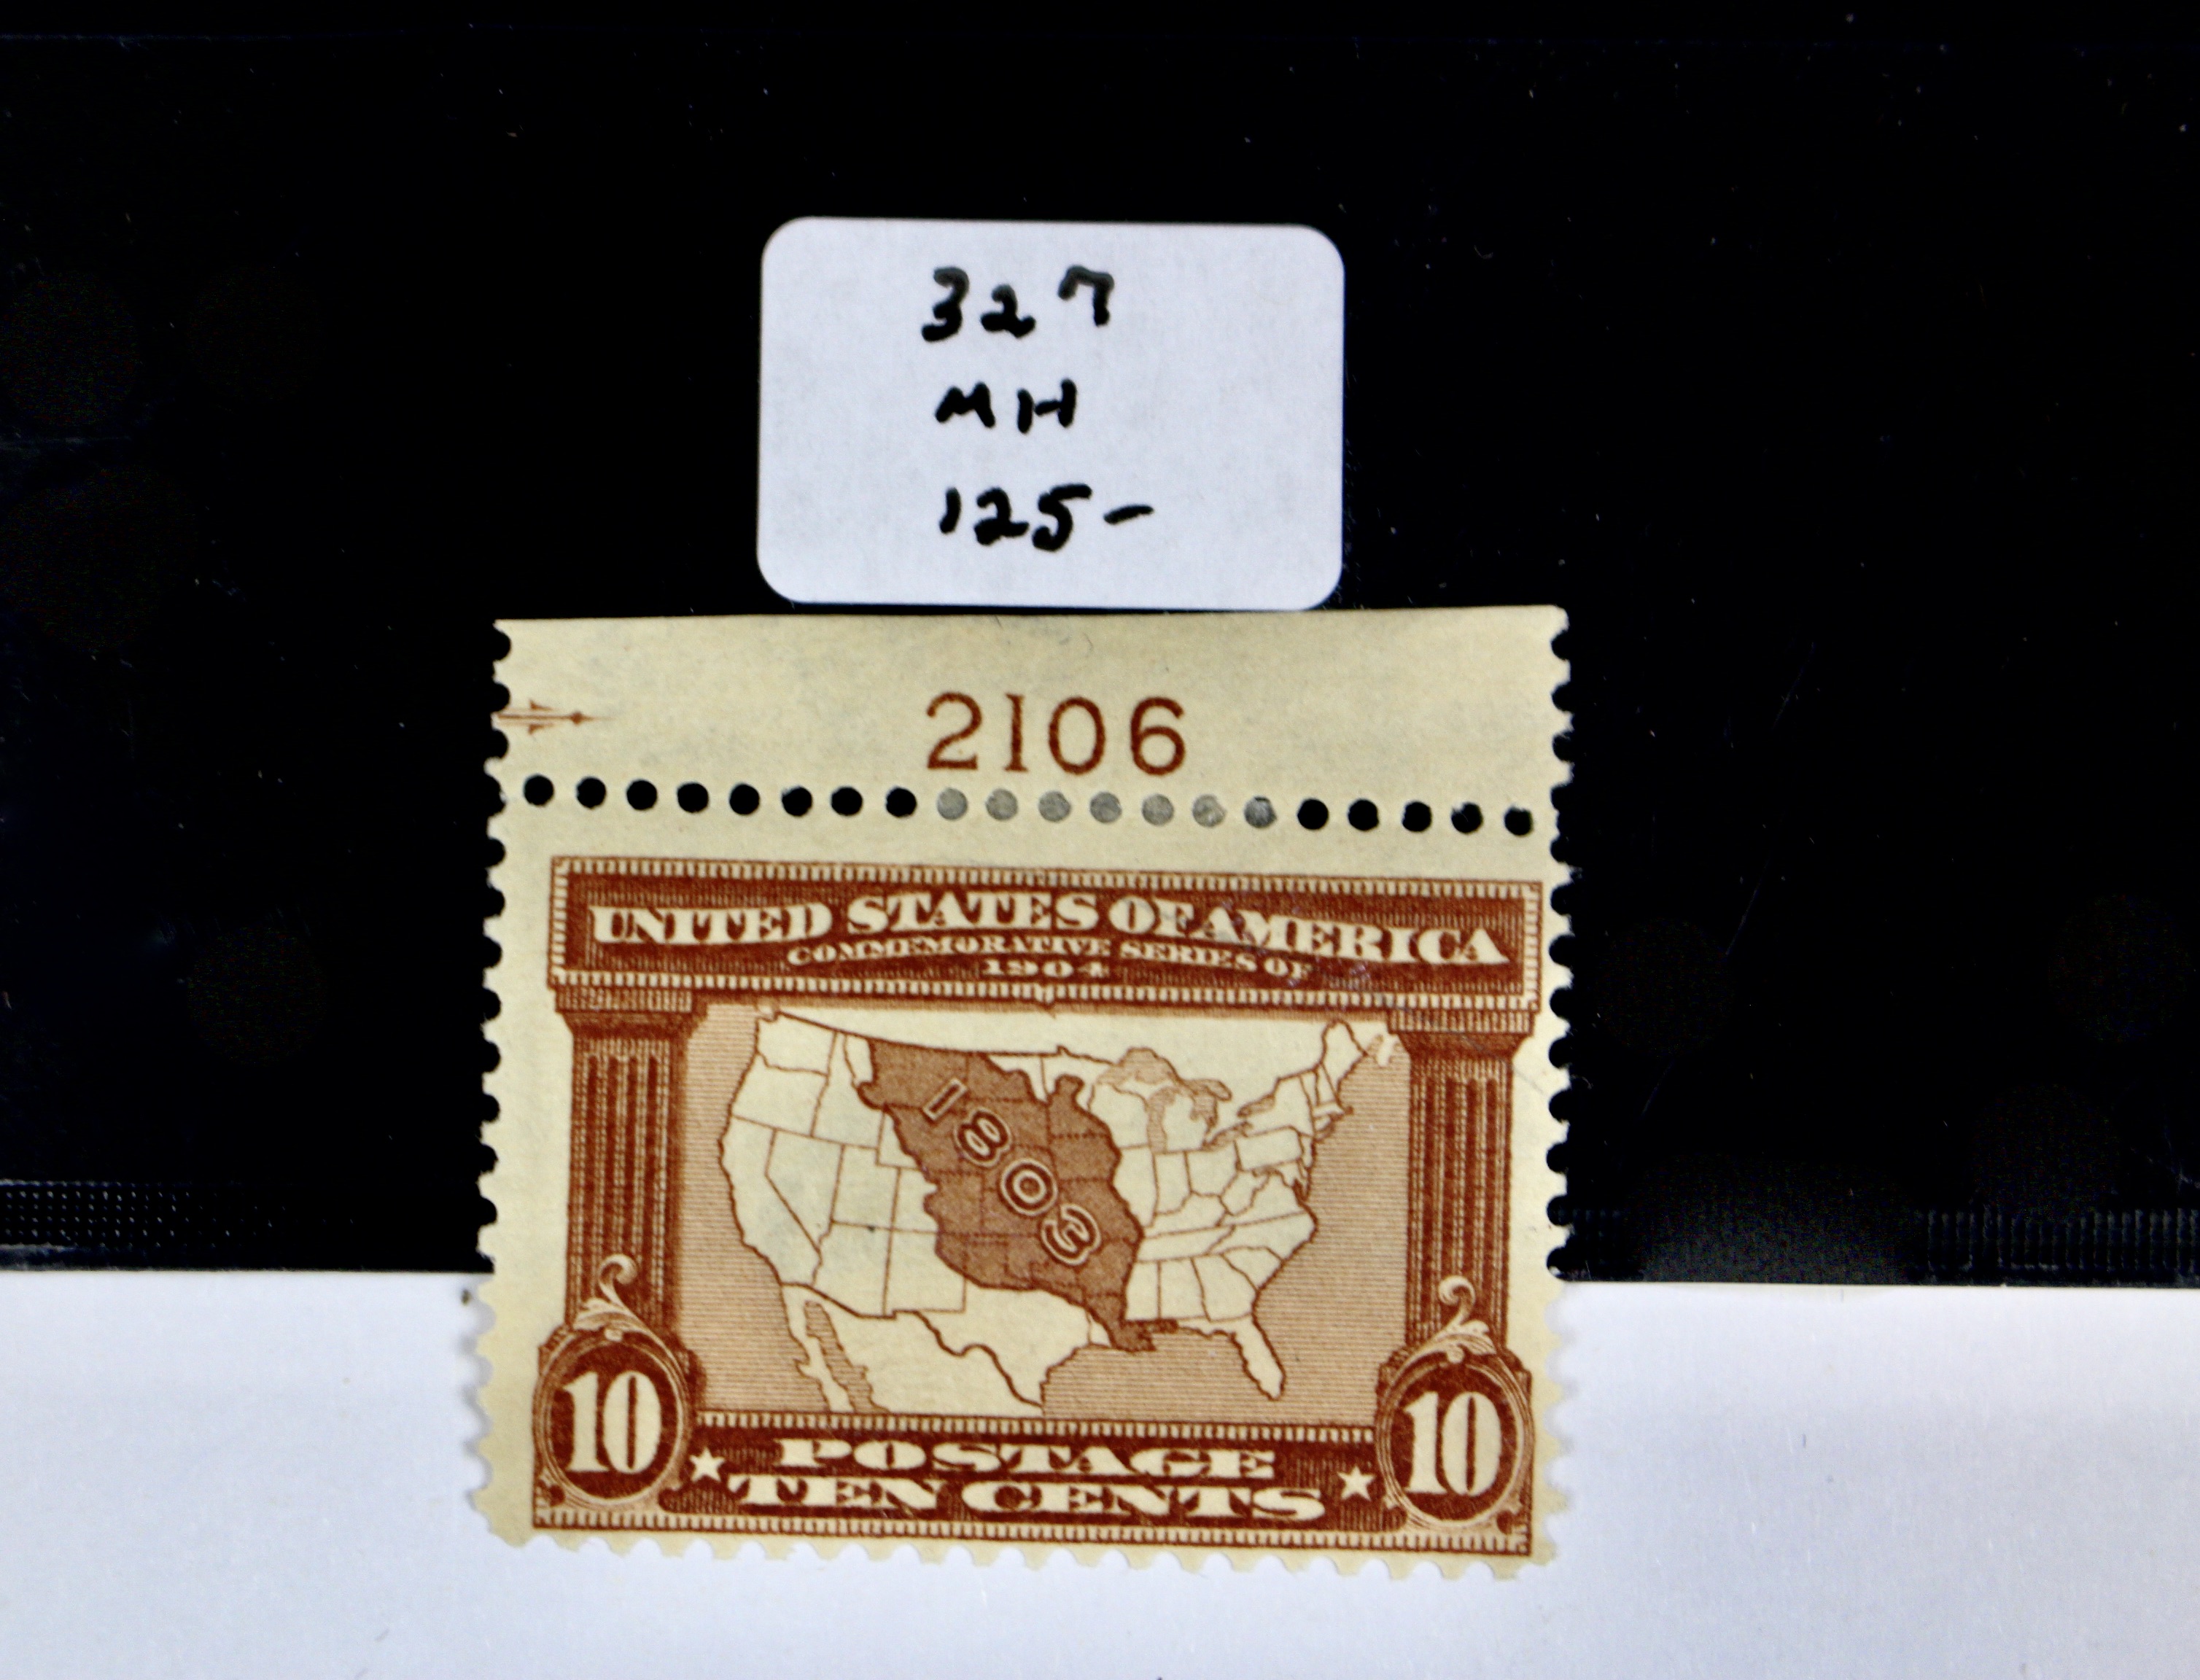 327
MH
125-
2106
UNITED STATES OF AMERICA
COMMEMORATIVE SERIES OF
1904
1803
10 POSTAGE 10
TEN CENTS